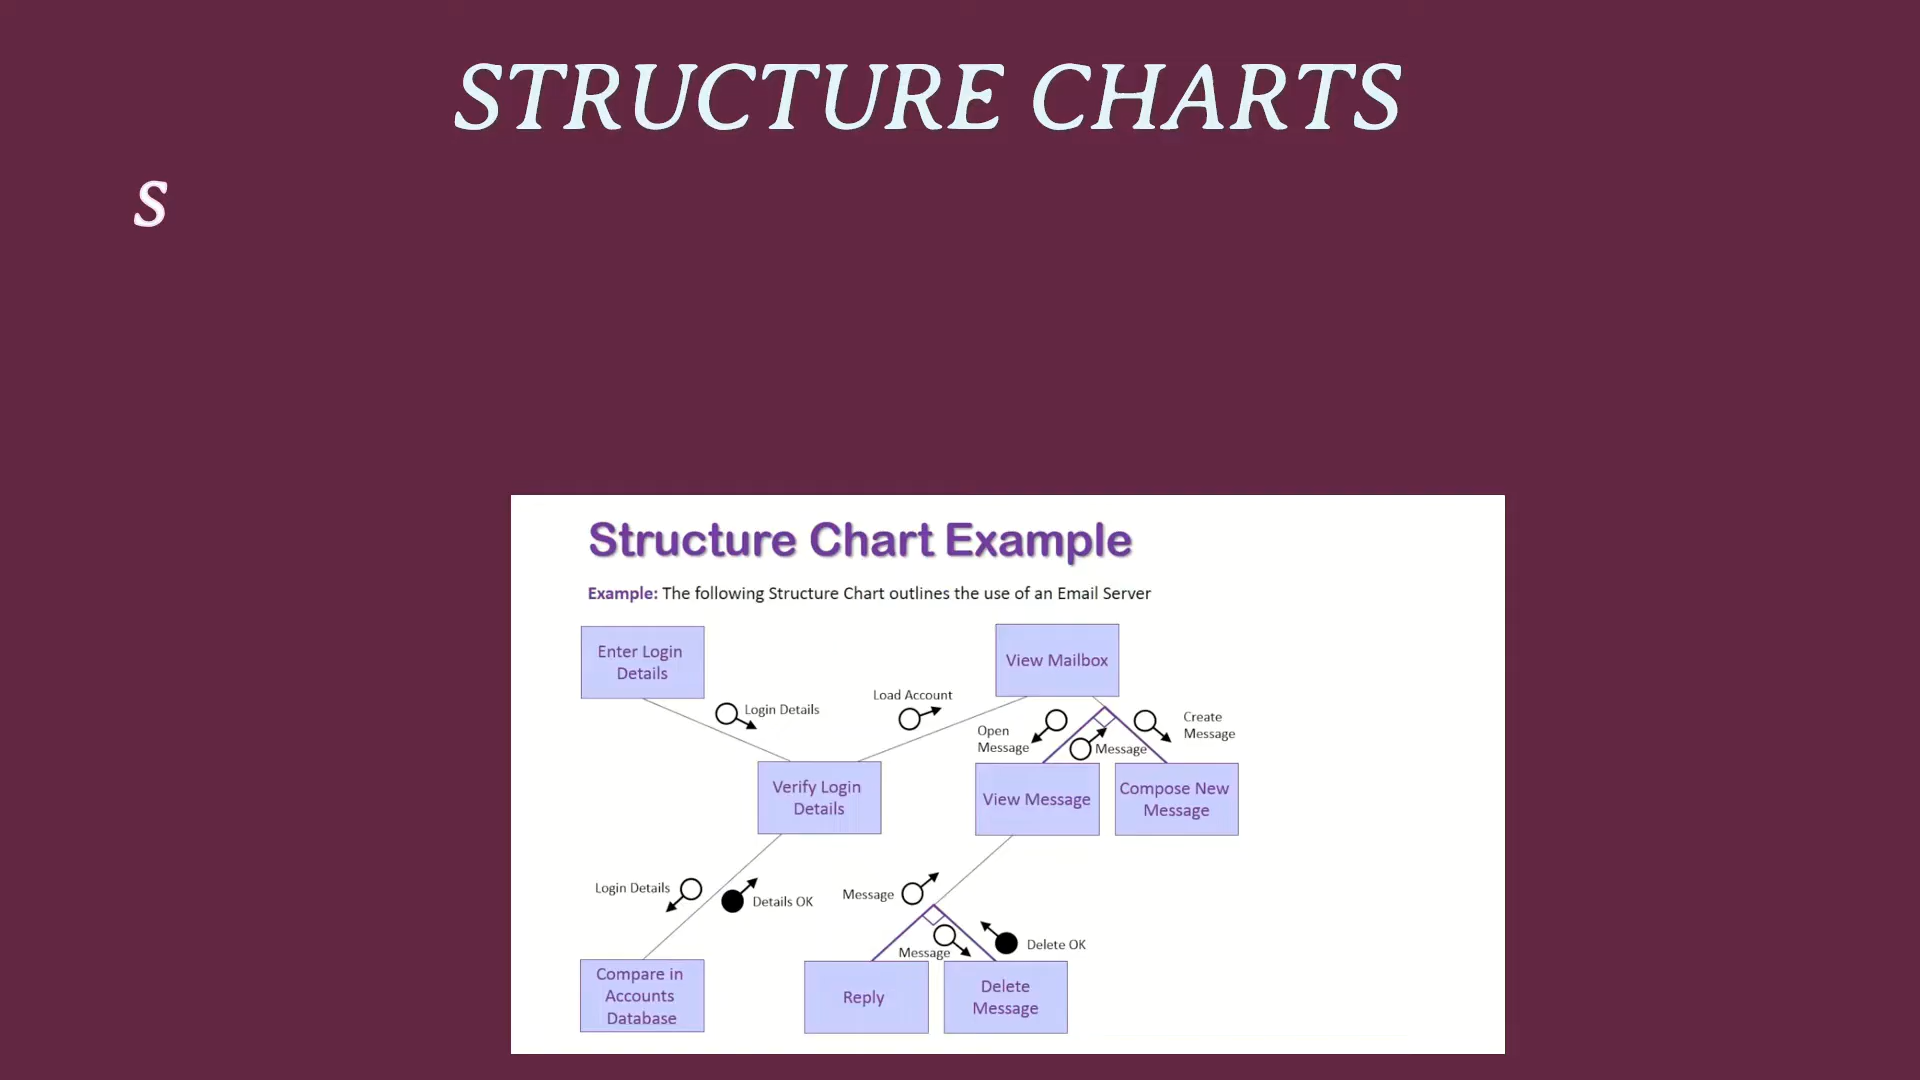 STRUCTURE CHARTS
S
Structure Chart Example
Example: The following Structure Chart outlines the use of an Email Server
Enter Login
Details
View Mailbox
Login Details
Load Account
Open
Message
Message
Create
Message
Verify Login
Details
View Message
Compose New
Message
Login Details
Details OK
Message
Message
Delete OK
Compare in
Accounts
Database
Reply
Delete
Message